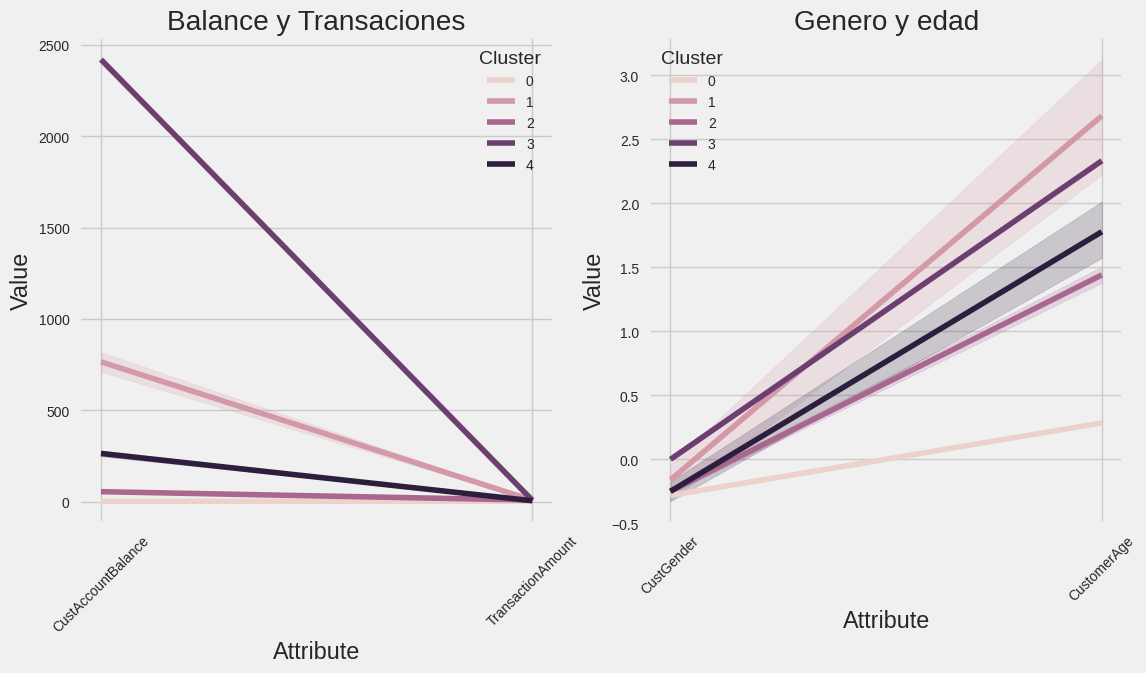 Balance y Transaciones
Value
2500
2000
1500
1000
500
0
Cluster
0
1
2
3
4
CustAccountBalance
TransactionAmount
Attribute
Genero y edad
Value
3.0
2.5
2.0
1.5
1.0
0.5
0.0
−0.5
Cluster
0
1
2
3
4
CustGender
CustomerAge
Attribute